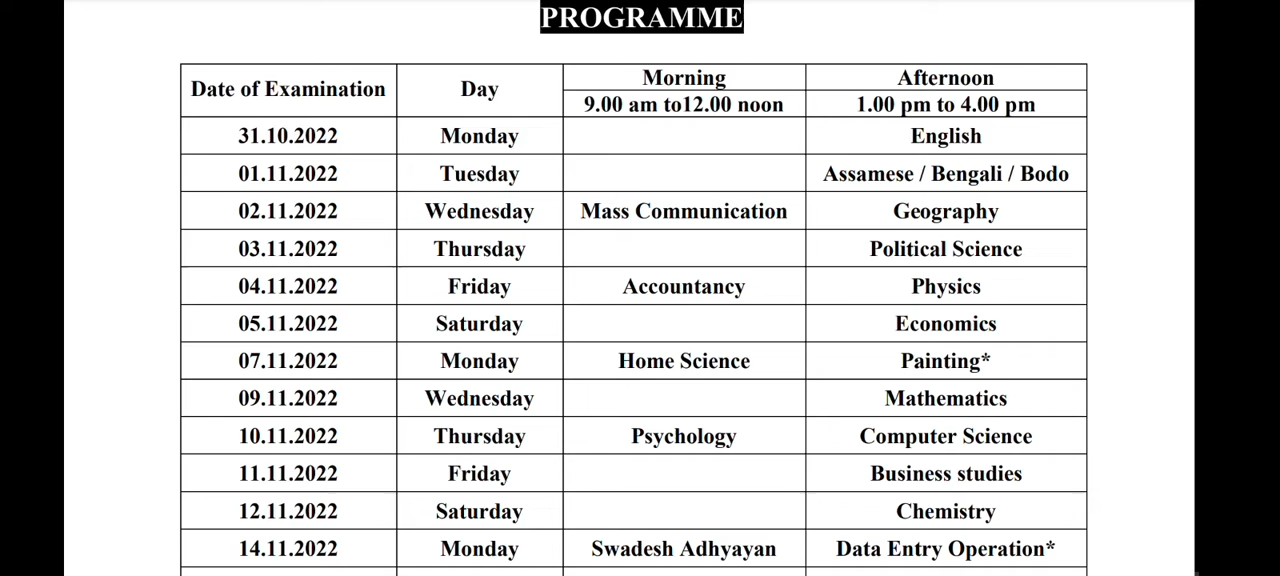 PROGRAMME
Date of Examination Day Morning Afternoon
9.00 am to12.00 noon 1.00 pm to 4.00 pm
31.10.2022 Monday English
01.11.2022 Tuesday Assamese / Bengali / Bodo
02.11.2022 Wednesday Mass Communication Geography
03.11.2022 Thursday Political Science
04.11.2022 Friday Accountancy Physics
05.11.2022 Saturday Economics
07.11.2022 Monday Home Science Painting*
09.11.2022 Wednesday Mathematics
10.11.2022 Thursday Psychology Computer Science
11.11.2022 Friday Business studies
12.11.2022 Saturday Chemistry
14.11.2022 Monday Swadesh Adhyayan Data Entry Operation*